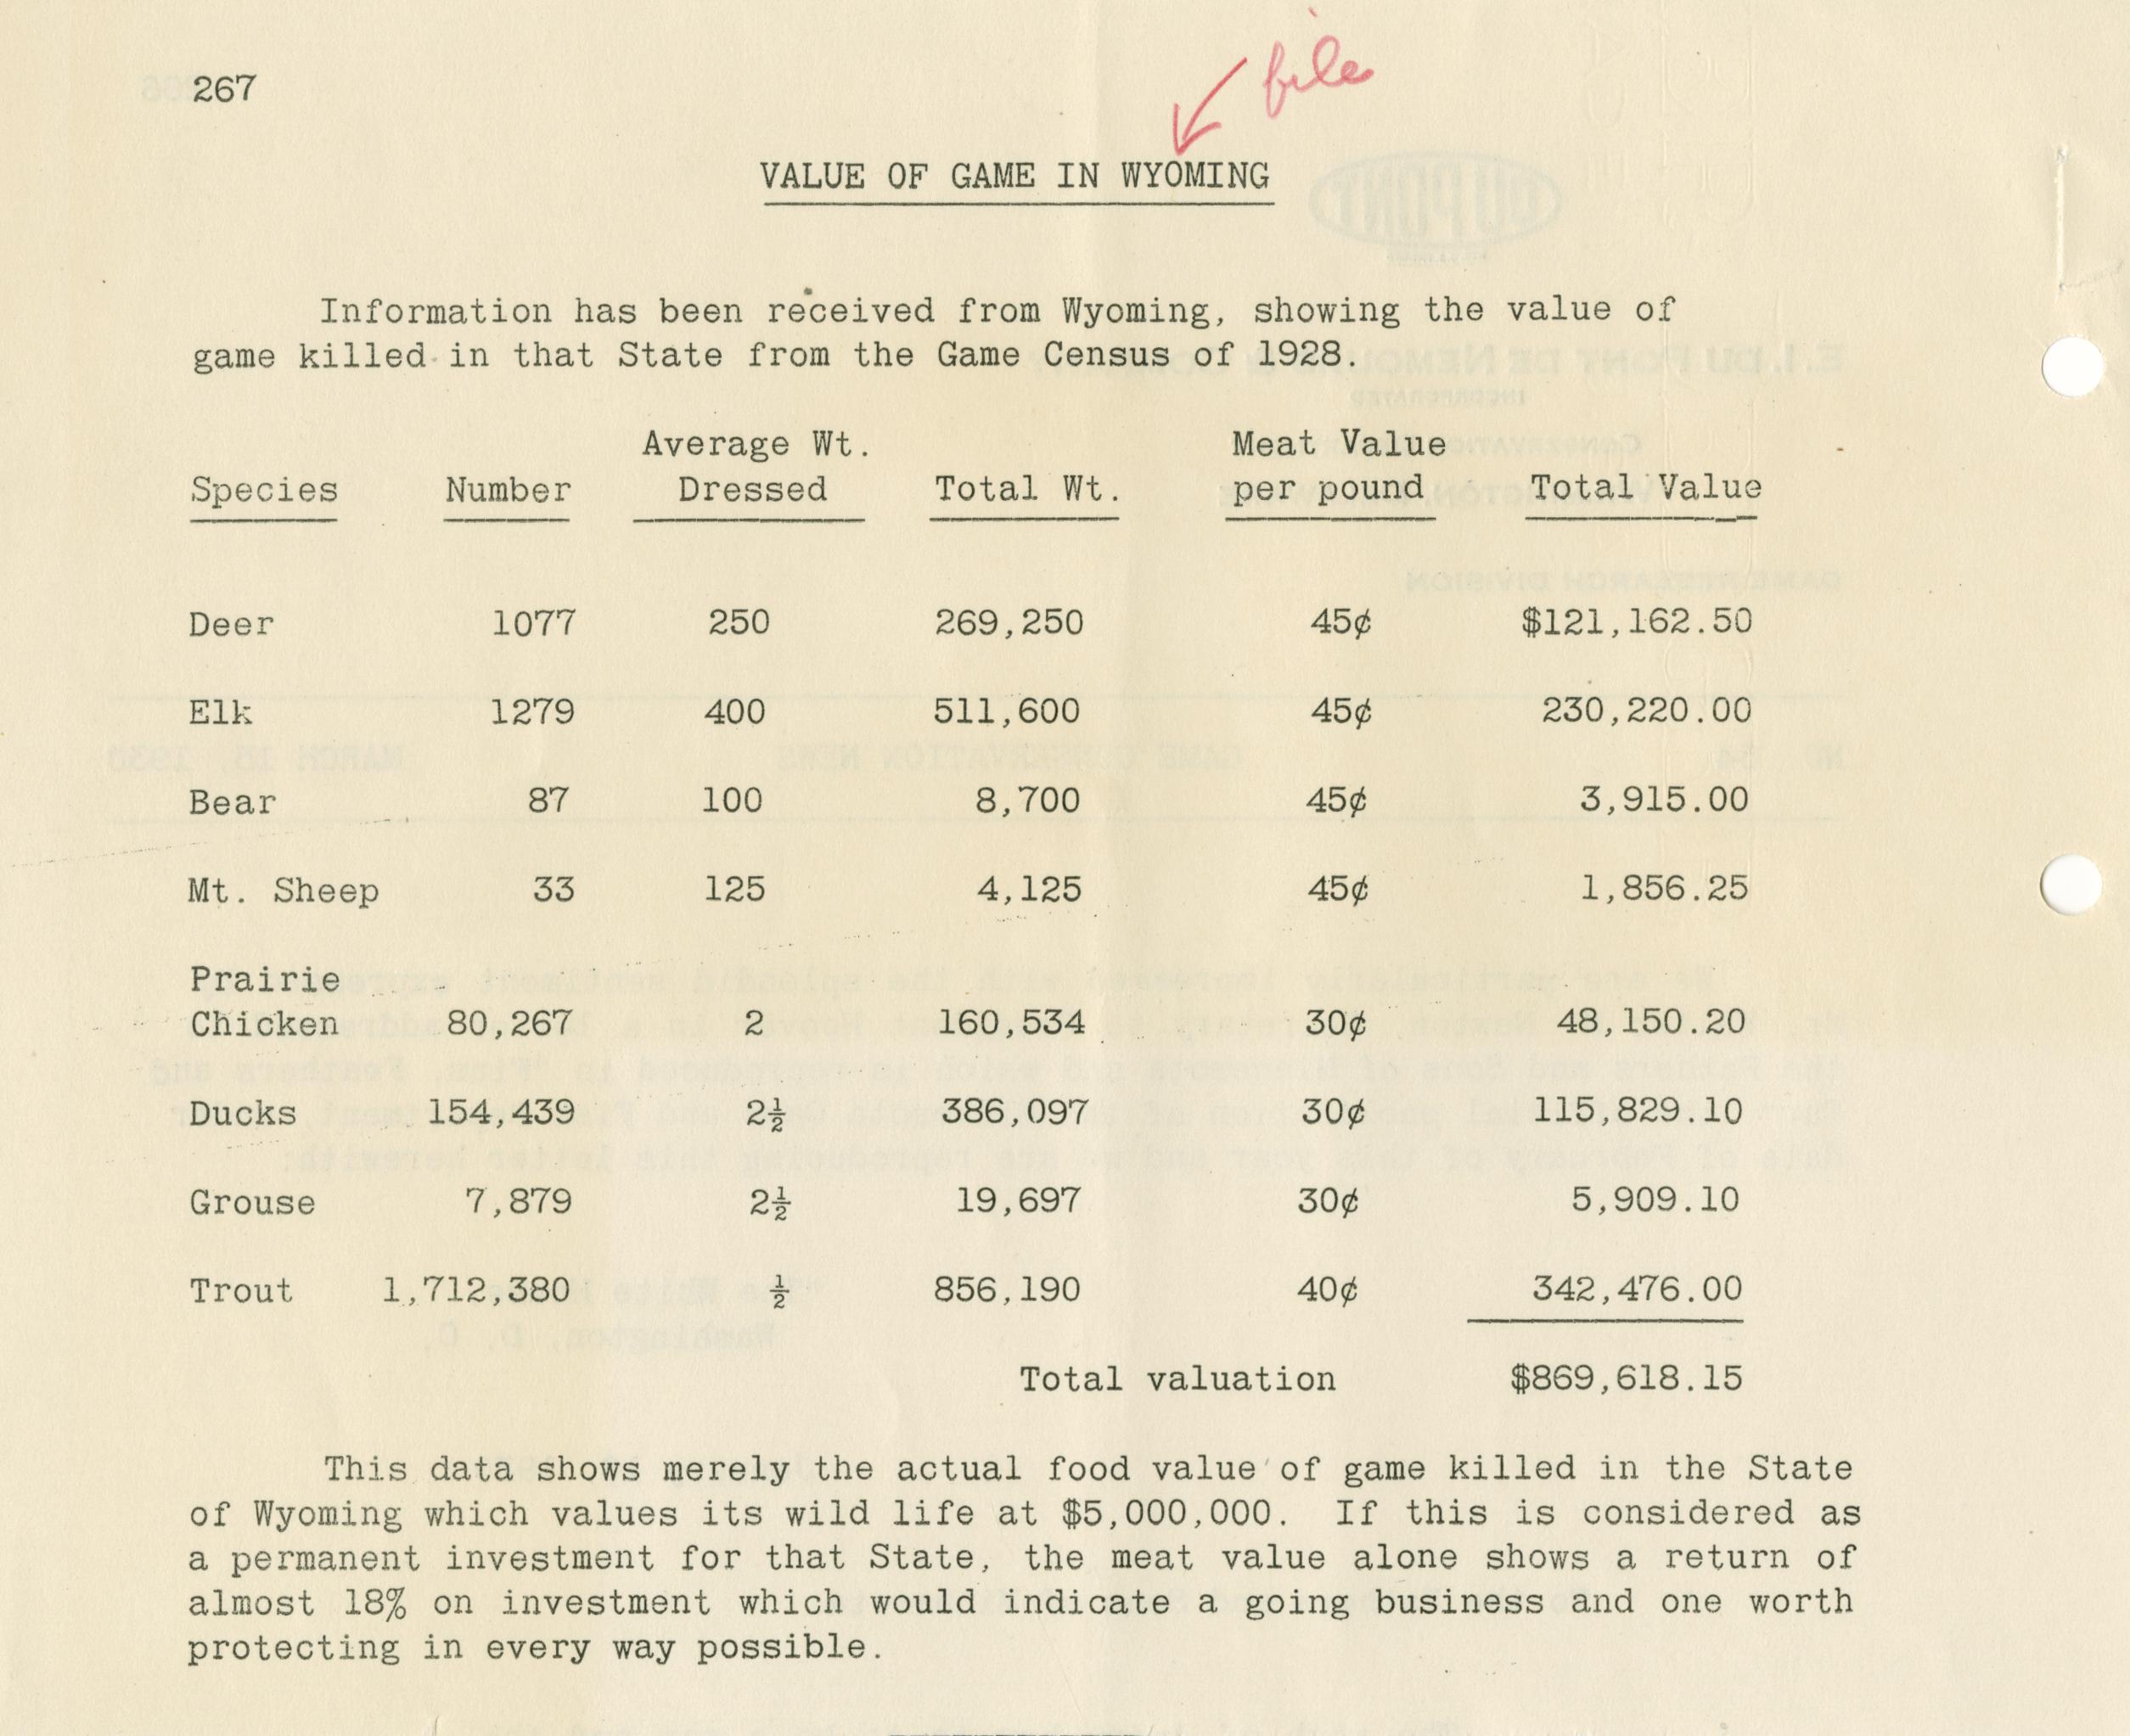 267
file
VALUE OF GAME IN WYOMING
Information has been received from Wyoming, showing the value of
game killed in that State from the Game Census of 1928.
Average Wt. Meat Value
Species Number Dressed Total Wt. per pound Total Value
Deer 1077 250 269,250 45¢ $121,162.50
Elk 1279 400 511,600 45¢ 230,220.00
Bear 87 100 8,700 45¢ 3,915.00
Mt. Sheep 33 125 4,125 45¢ 1,856.25
Prairie
Chicken 80,267 2 160,534 30¢ 48,150.20
Ducks 154,439 2½ 386,097 30¢ 115,829.10
Grouse 7,879 2½ 19,697 30¢ 5,909.10
Trout 1,712,380 ½ 856,190 40¢ 342,476.00
Total valuation $869,618.15
This data shows merely the actual food value of game killed in the State
of Wyoming which values its wild life at $5,000,000. If this is considered as
a permanent investment for that State, the meat value alone shows a return of
almost 18% on investment which would indicate a going business and one worth
protecting in every way possible.